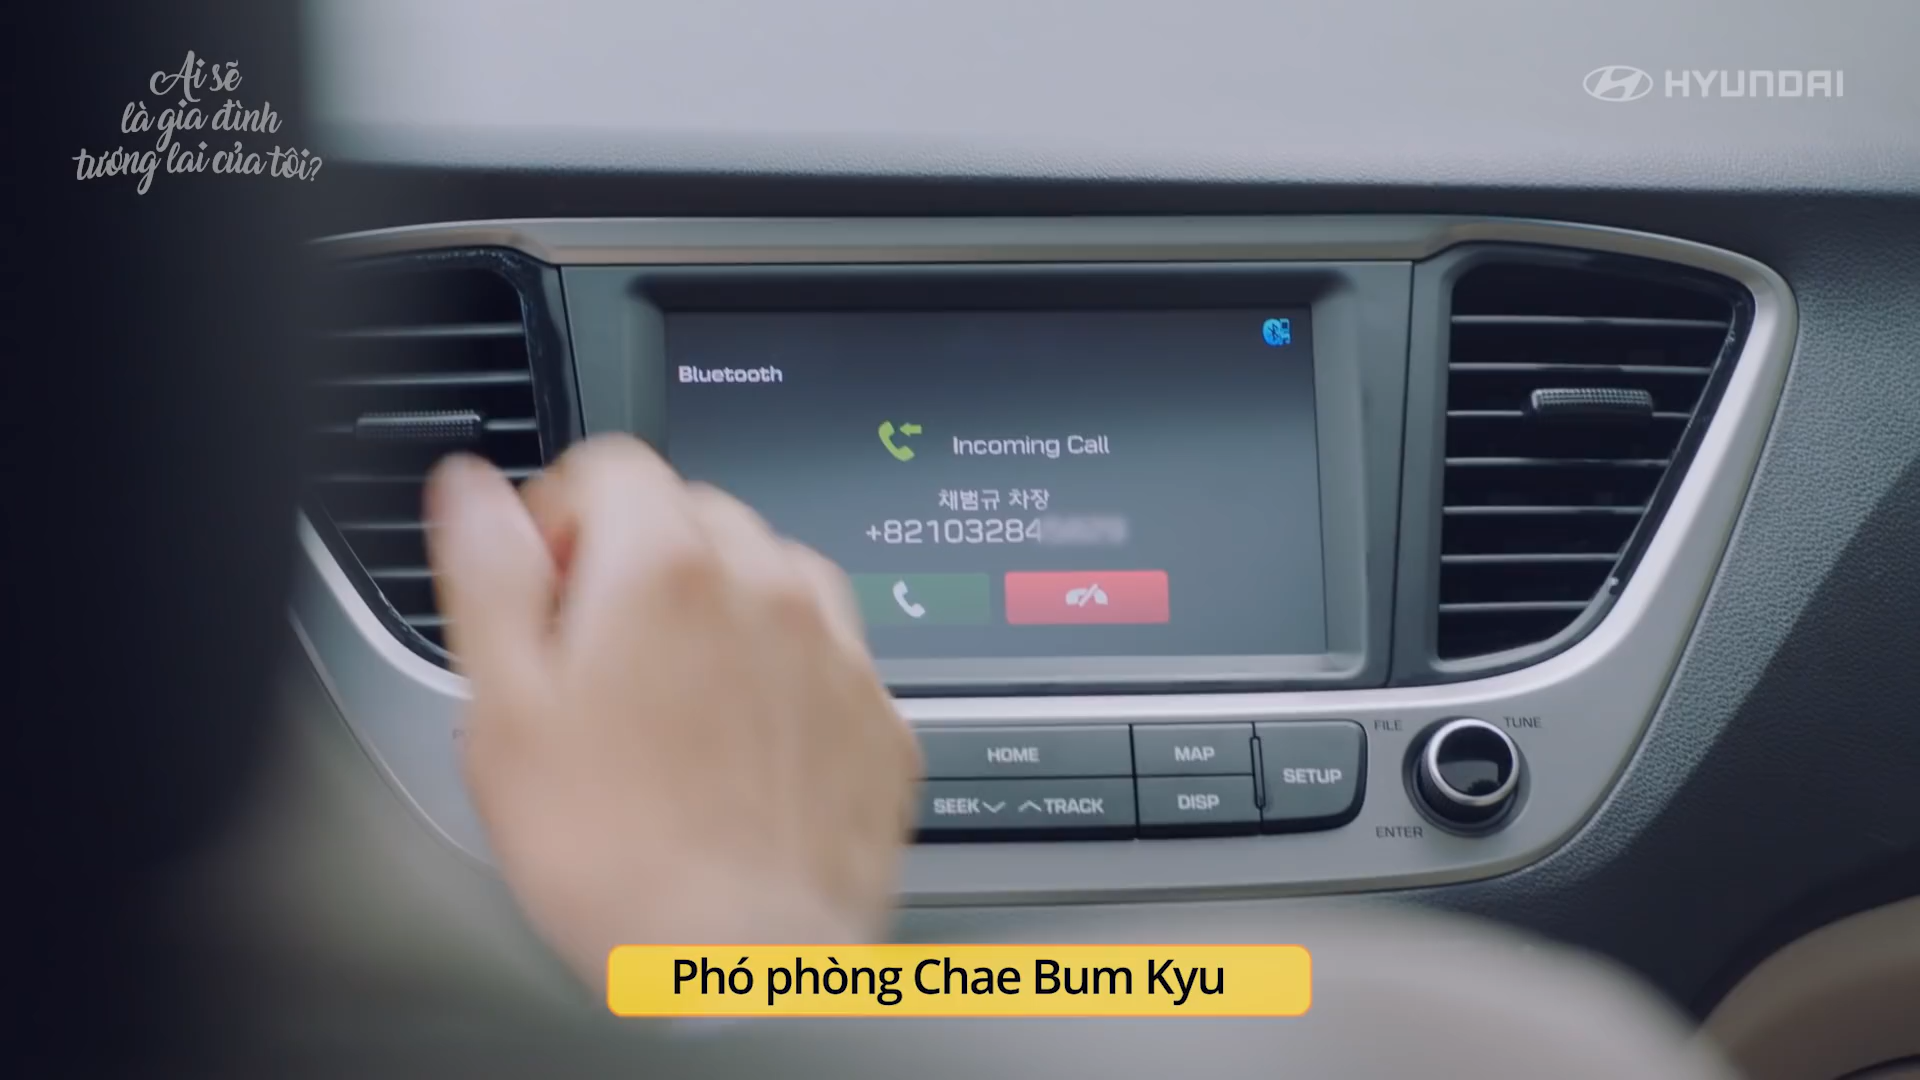 Ai sẽ
là gia đình
tương lai của tôi?
HYUNDAI
Bluetooth
Incoming Call
채범규 차장
+82103284
HOME
MAP
SETUP
SEEK
TRACK
DISP
FILE
TUNE
ENTER
Phó phòng Chae Bum Kyu